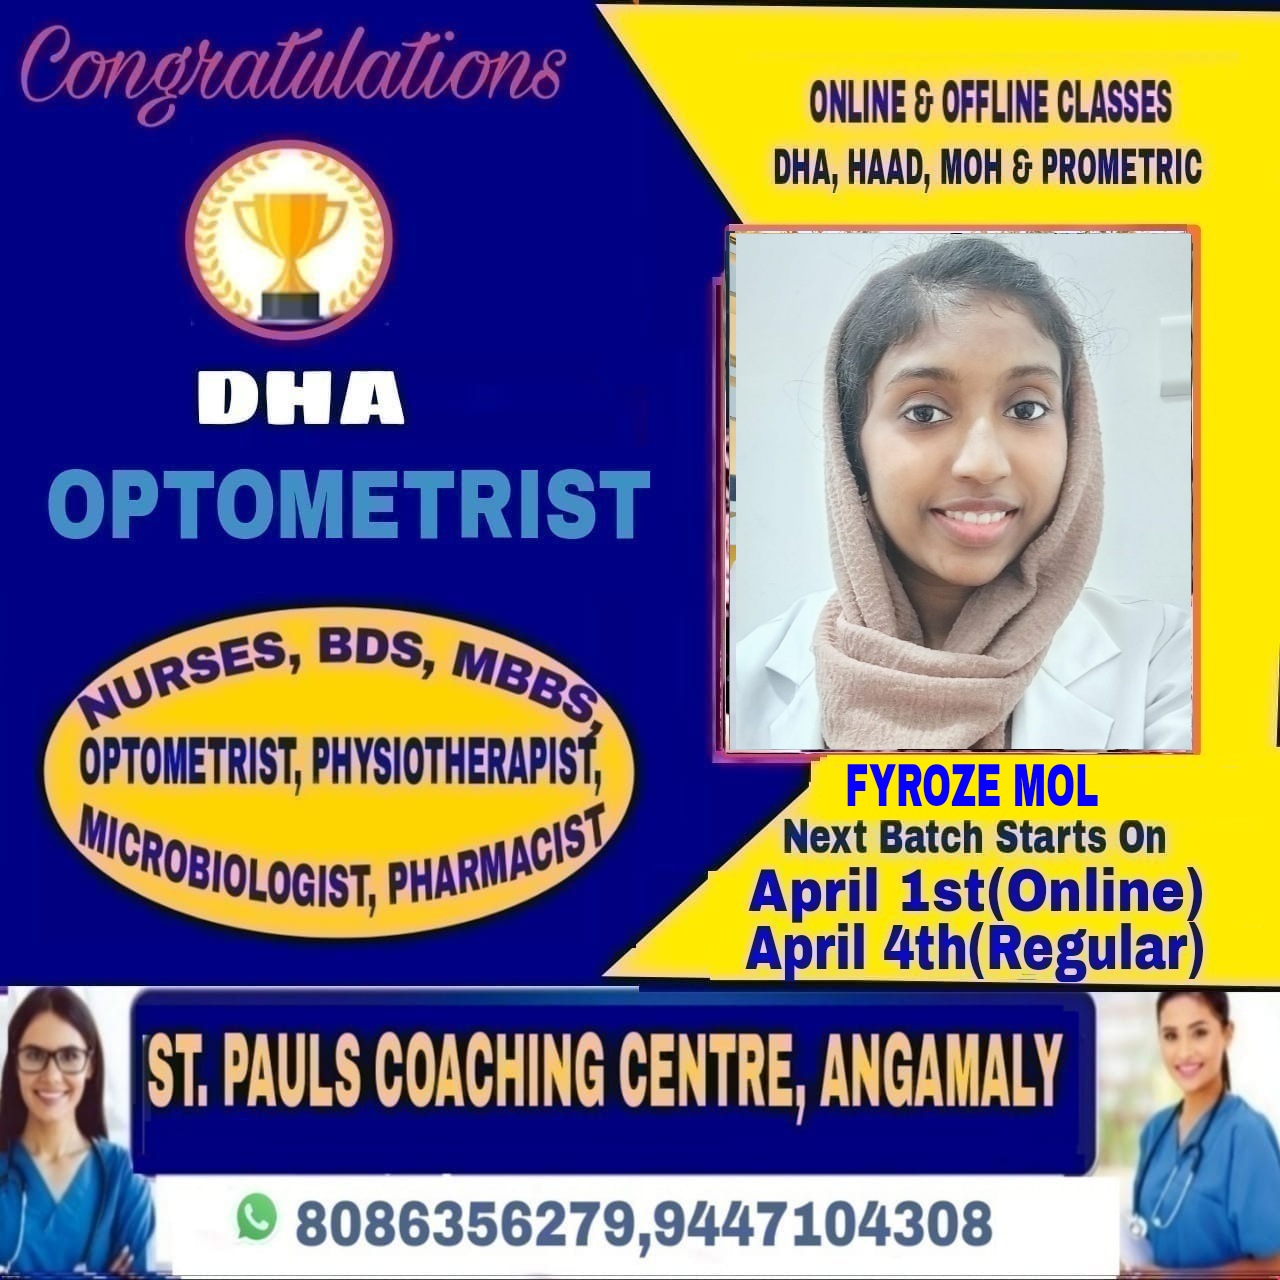 Congratulations
DHA
OPTOMETRIST
NURSES, BDS, MBBS,
OPTOMETRIST, PHYSIOTHERAPIST,
MICROBIOLOGIST, PHARMACIST
ONLINE & OFFLINE CLASSES
DHA, HAAD, MOH & PROMETRIC
FYROZE MOL
Next Batch Starts On
April 1st(Online)
April 4th(Regular)
ST. PAULS COACHING CENTRE, ANGAMALY
8086356279,9447104308